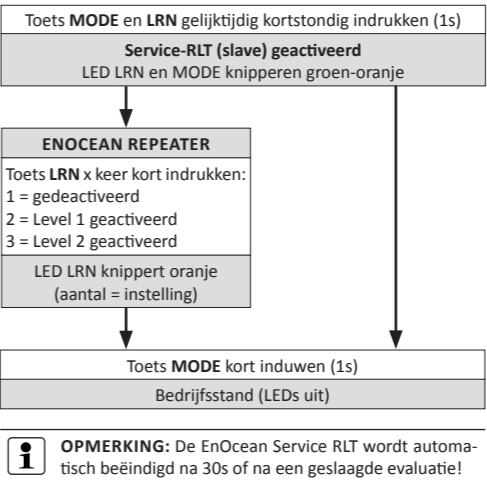 Toets MODE en LRN gelijktijdig kortstondig indrukken (1s)
Service-RLT (slave) geactiveerd
LED LRN en MODE knipperen groen-oranje
ENOCEAN REPEATER
Toets LRN x keer kort indrukken:
1 = gedeactiveerd
2 = Level 1 geactiveerd
3 = Level 2 geactiveerd
LED LRN knippert oranje
(aantal = instelling)
Toets MODE kort induwen (1s)
Bedrijfsstand (LEDs uit)
i
OPMERKING: De EnOcean Service RLT wordt automa-
tisch beëindigd na 30s of na een geslaagde evaluatie!